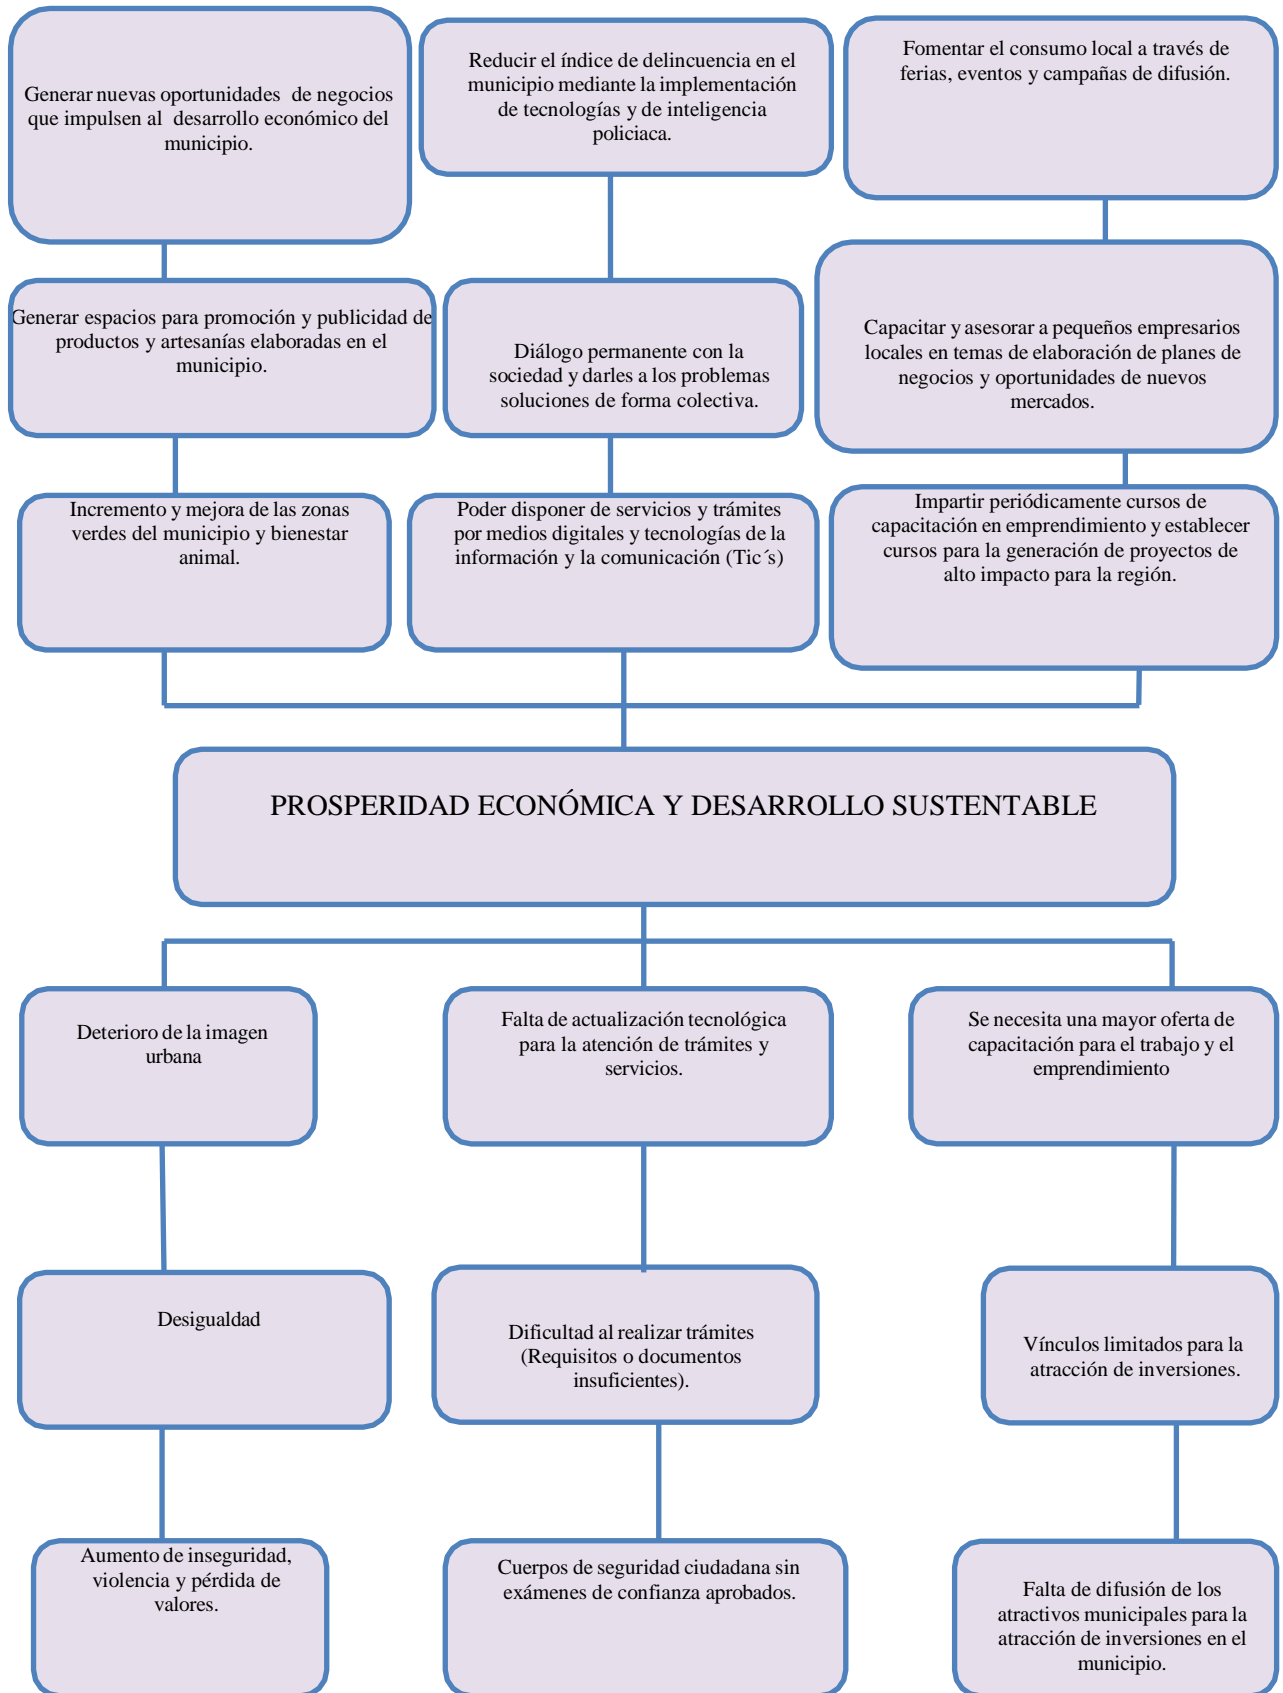 Generar nuevas oportunidades de negocios
que impulsen al desarrollo económico del
municipio.
Reducir el índice de delincuencia en el
municipio mediante la implementación
de tecnologías y de inteligencia
policiaca.
Fomentar el consumo local a través de
ferias, eventos y campañas de difusión.
Generar espacios para promoción y publicidad de
productos y artesanías elaboradas en el
municipio.
Diálogo permanente con la
sociedad y darles a los problemas
soluciones de forma colectiva.
Capacitar y asesorar a pequeños empresarios
locales en temas de elaboración de planes de
negocios y oportunidades de nuevos
mercados.
Incremento y mejora de las zonas
verdes del municipio y bienestar
animal.
Poder disponer de servicios y trámites
por medios digitales y tecnologías de la
información y la comunicación (Tic´s)
Impartir periódicamente cursos de
capacitación en emprendimiento y establecer
cursos para la generación de proyectos de
alto impacto para la región.
PROSPERIDAD ECONÓMICA Y DESARROLLO SUSTENTABLE
Deterioro de la imagen
urbana
Falta de actualización tecnológica
para la atención de trámites y
servicios.
Se necesita una mayor oferta de
capacitación para el trabajo y el
emprendimiento
Desigualdad
Dificultad al realizar trámites
(Requisitos o documentos
insuficientes).
Vínculos limitados para la
atracción de inversiones.
Aumento de inseguridad,
violencia y pérdida de
valores.
Cuerpos de seguridad ciudadana sin
exámenes de confianza aprobados.
Falta de difusión de los
atractivos municipales para la
atracción de inversiones en el
municipio.